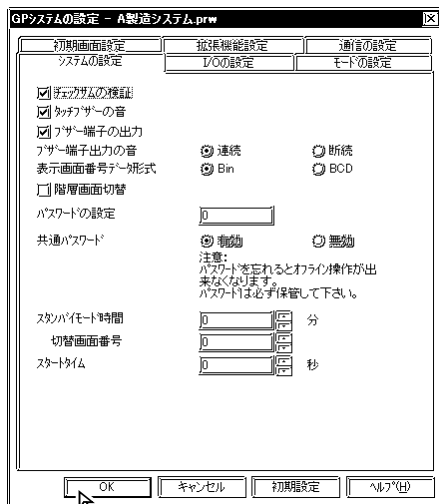 GPシステムの設定 - A製造システム.prw
初期画面設定 拡張機能設定 通信の設定
システムの設定 I/Oの設定 モードの設定
チェックサムの検証
タッチブザーの音
ブザー端子の出力
ブザー端子出力の音 連続 断続
表示画面番号データ形式 Bin BCD
階層画面切替
パスワードの設定 0
共通パスワード 有効 無効
注意:
パスワードを忘れるとオフライン操作が出
来なくなります。
パスワードは必ず保管して下さい。
スタンバイモード時間 0 分
切替画面番号 0
スタートタイム 0 秒
OK キャンセル 初期設定 ヘルプ(H)